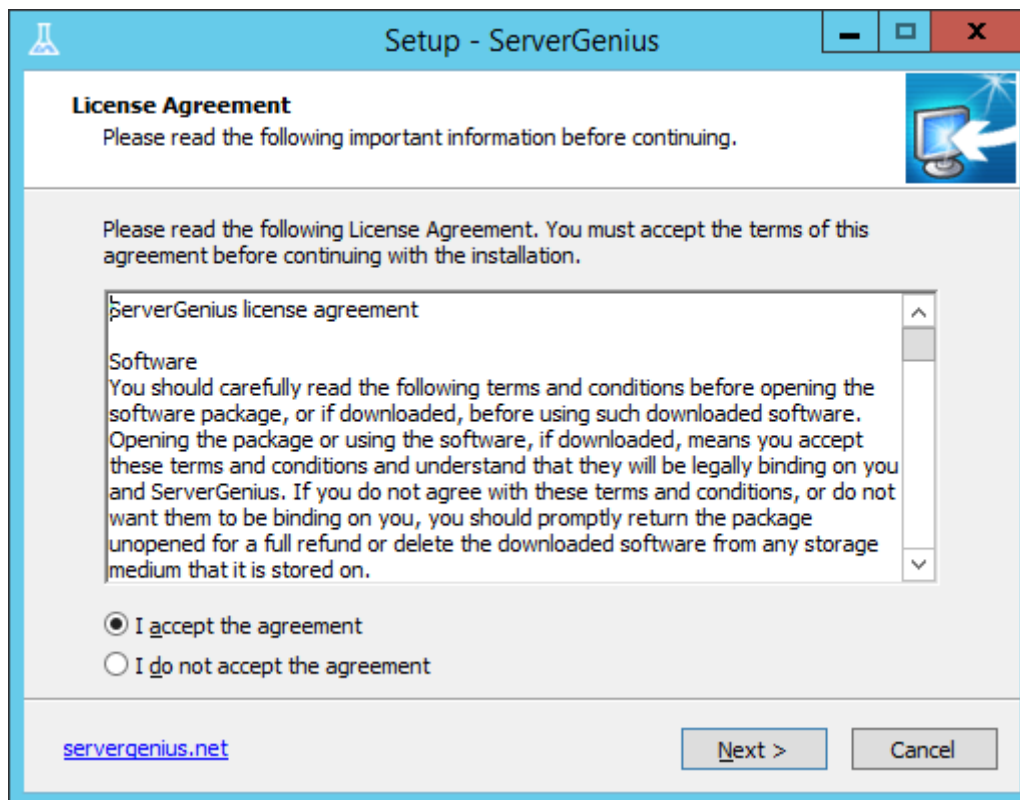 Setup - ServerGenius
License Agreement
Please read the following important information before continuing.
Please read the following License Agreement. You must accept the terms of this
agreement before continuing with the installation.
ServerGenius license agreement
Software
You should carefully read the following terms and conditions before opening the
software package, or if downloaded, before using such downloaded software.
Opening the package or using the software, if downloaded, means you accept
these terms and conditions and understand that they will be legally binding on you
and ServerGenius. If you do not agree with these terms and conditions, or do not
want them to be binding on you, you should promptly return the package
unopened for a full refund or delete the downloaded software from any storage
medium that it is stored on.
I accept the agreement
I do not accept the agreement
servergenius.net
Next >
Cancel